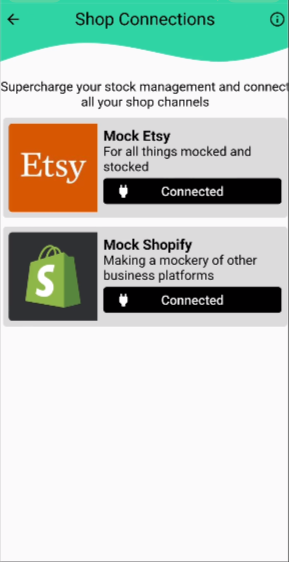 Shop Connections
Supercharge your stock management and connect
all your shop channels
Etsy
Mock Etsy
For all things mocked and
stocked
Connected
S
Mock Shopify
Making a mockery of other
business platforms
Connected